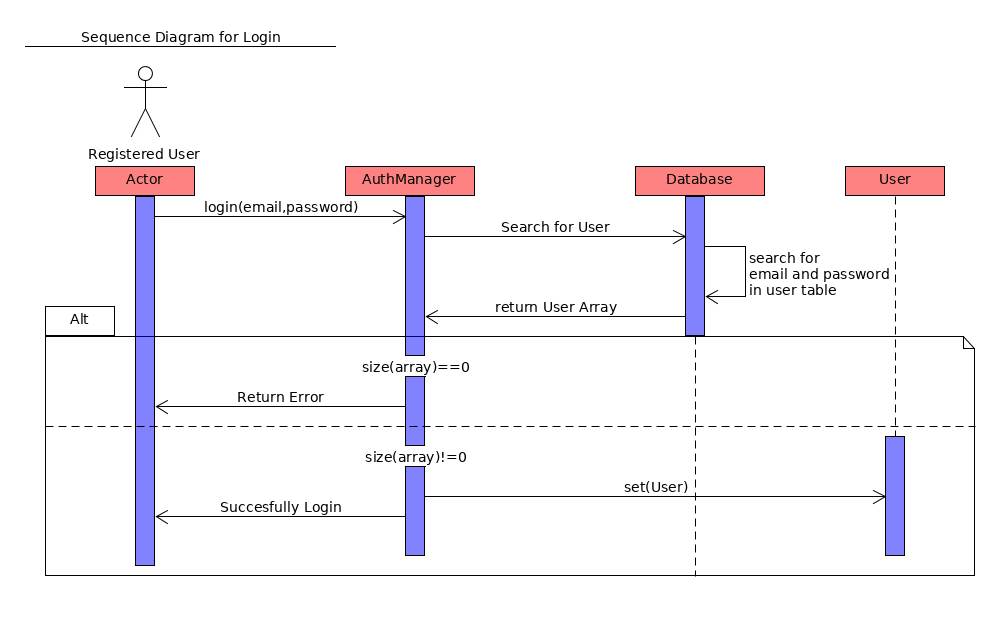 Sequence Diagram for Login
Registered User
Actor
AuthManager
Database
User
login(email,password)
Search for User
search for
email and password
in user table
return User Array
Alt
size(array)==0
Return Error
size(array)!=0
set(User)
Succesfully Login